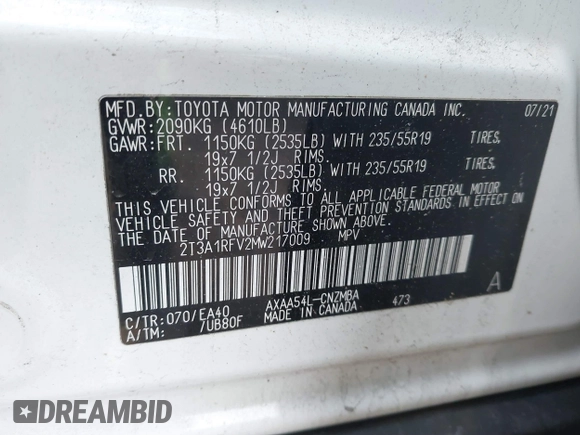 MFD.BY:TOYOTA MOTOR MANUFACTURING CANADA INC. 07/21
GVWR:2090KG (4610LB)
GAWR:FRT. 1150KG (2535LB) WITH 235/55R19 TIRES,
19x7 1/2J RIMS.
RR. 1150KG (2535LB) WITH 235/55R19 TIRES,
19x7 1/2J RIMS.
THIS VEHICLE CONFORMS TO ALL APPLICABLE FEDERAL MOTOR
VEHICLE SAFETY AND THEFT PREVENTION STANDARDS IN EFFECT
ON THE DATE OF MANUFACTURE SHOWN ABOVE.
2T3A1RFV2MW217009 MPV
C/TR:070/EA40 AXAA54L-CNZMBA 473 A
A/TM: /UB80F MADE IN CANADA
DREAMBID